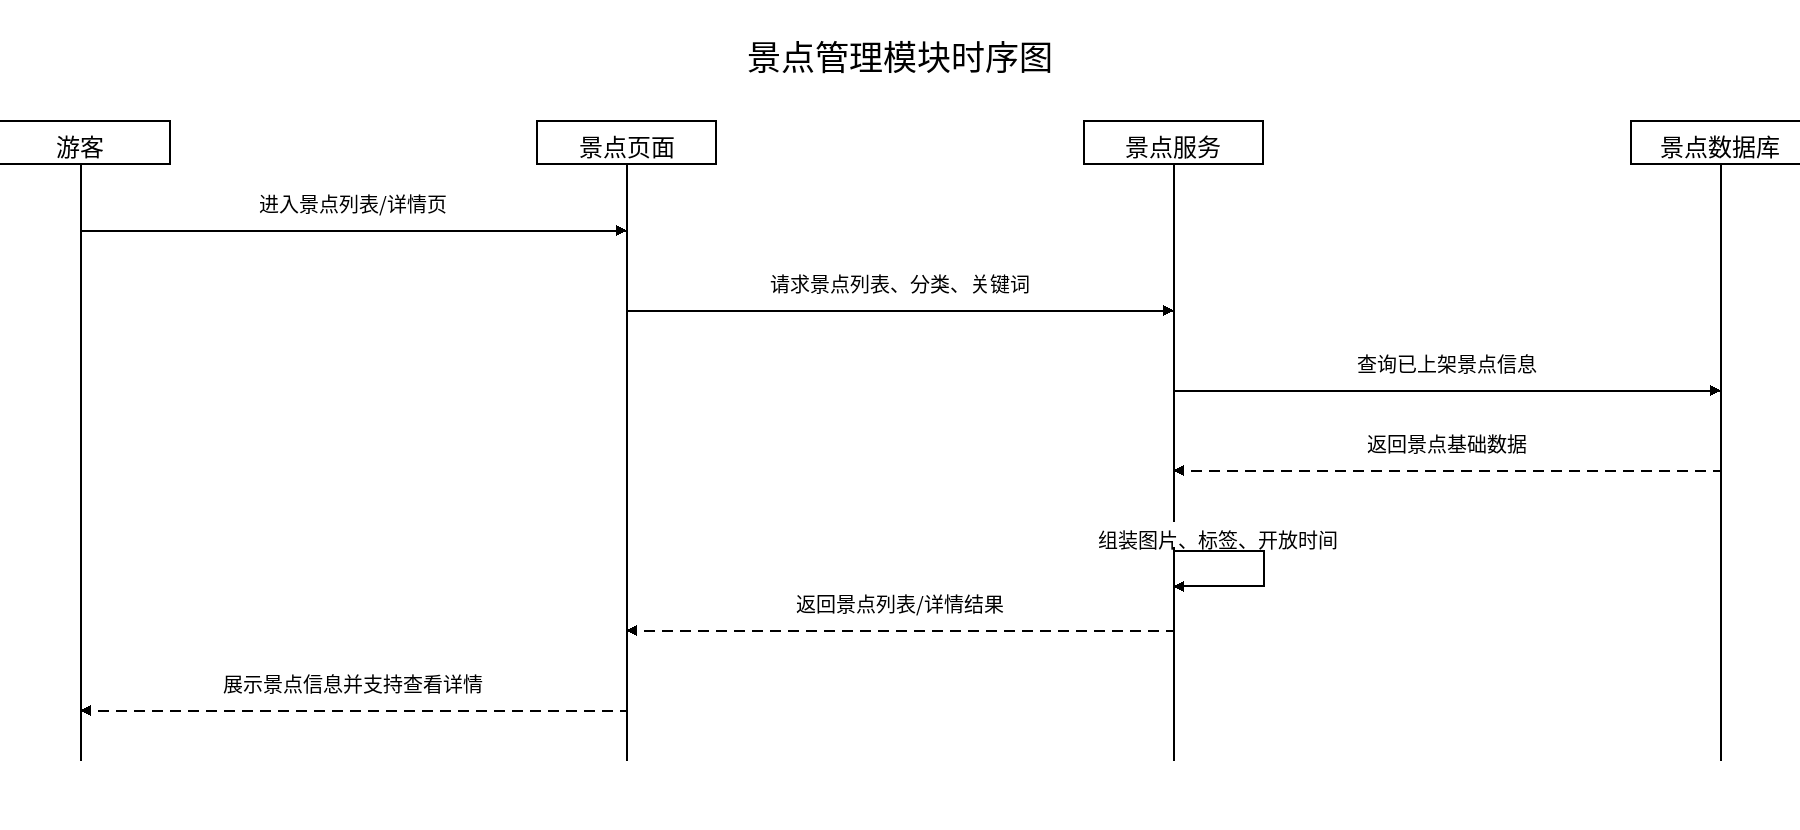 景点管理模块时序图
游客
景点页面
景点服务
景点数据库
进入景点列表/详情页
请求景点列表、分类、关键词
查询已上架景点信息
返回景点基础数据
组装图片、标签、开放时间
返回景点列表/详情结果
展示景点信息并支持查看详情